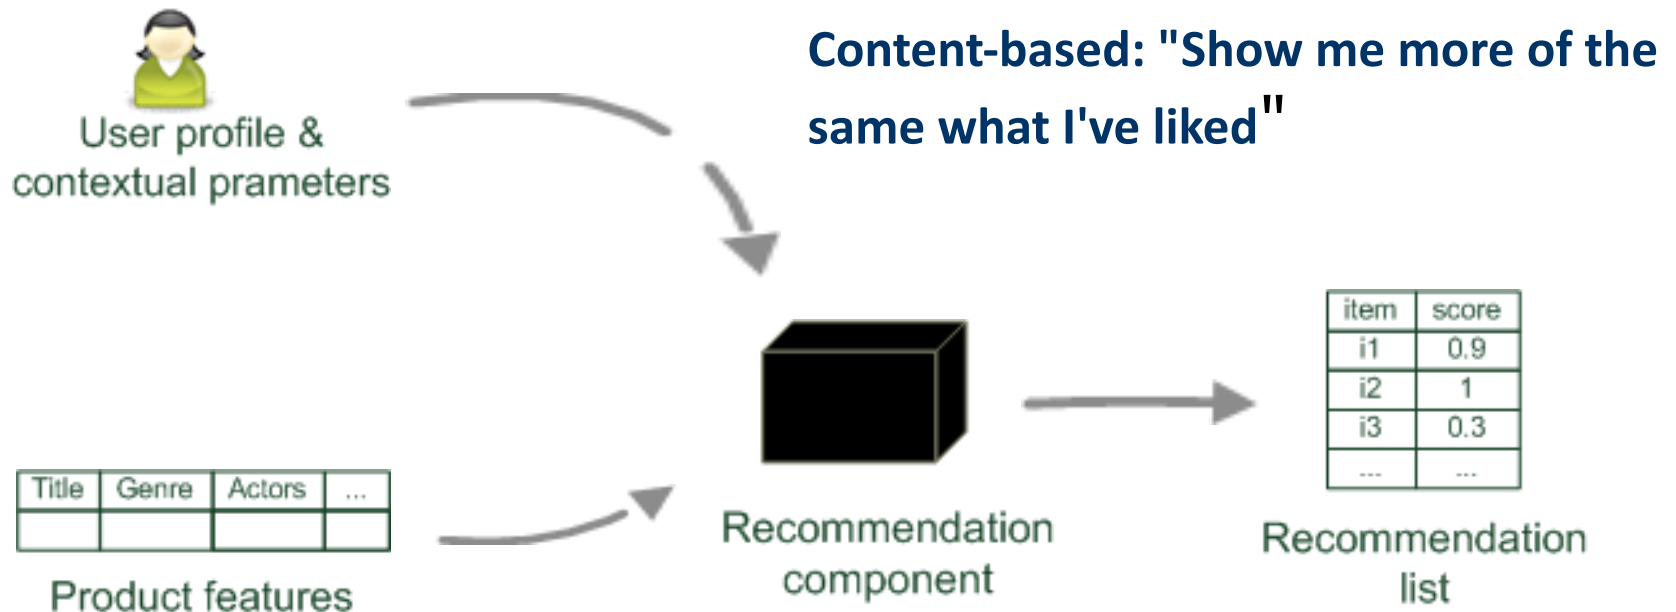 Content-based: "Show me more of the
same what I've liked"
User profile &
contextual prameters
item score
i1 0.9
i2 1
i3 0.3
... ...
Title Genre Actors ...
Product features
Recommendation
component
Recommendation
list